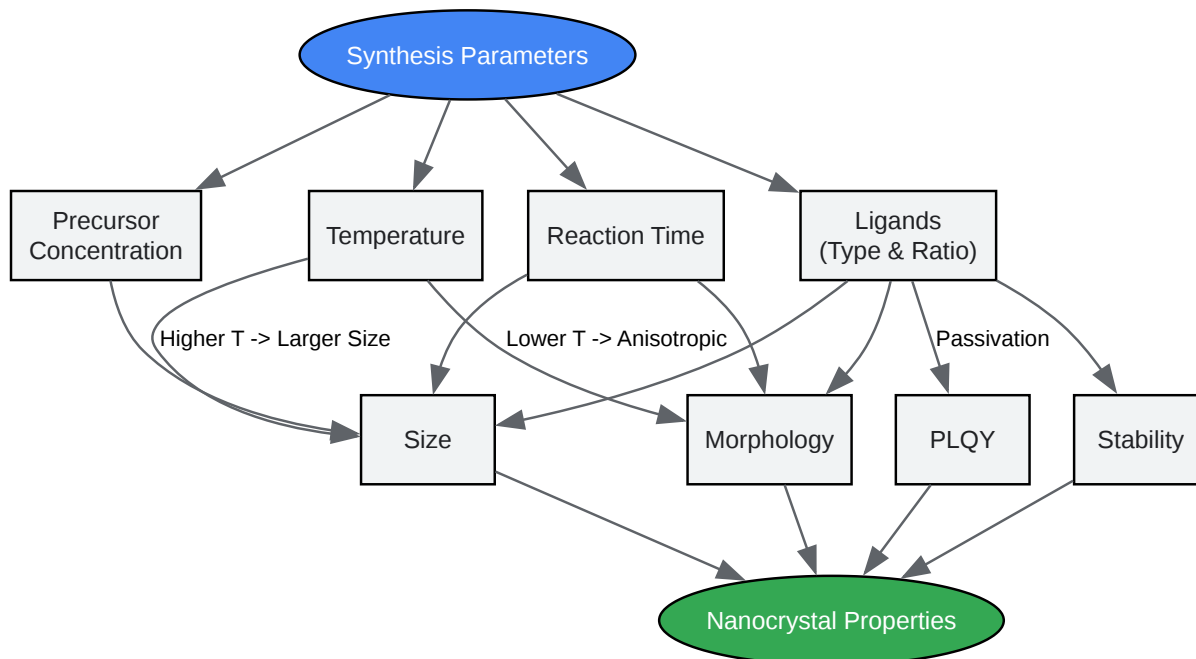 Synthesis Parameters
Precursor
Concentration
Temperature
Reaction Time
Ligands
(Type & Ratio)
Higher T -> Larger Size
Lower T -> Anisotropic
Passivation
Size
Morphology
PLQY
Stability
Nanocrystal Properties